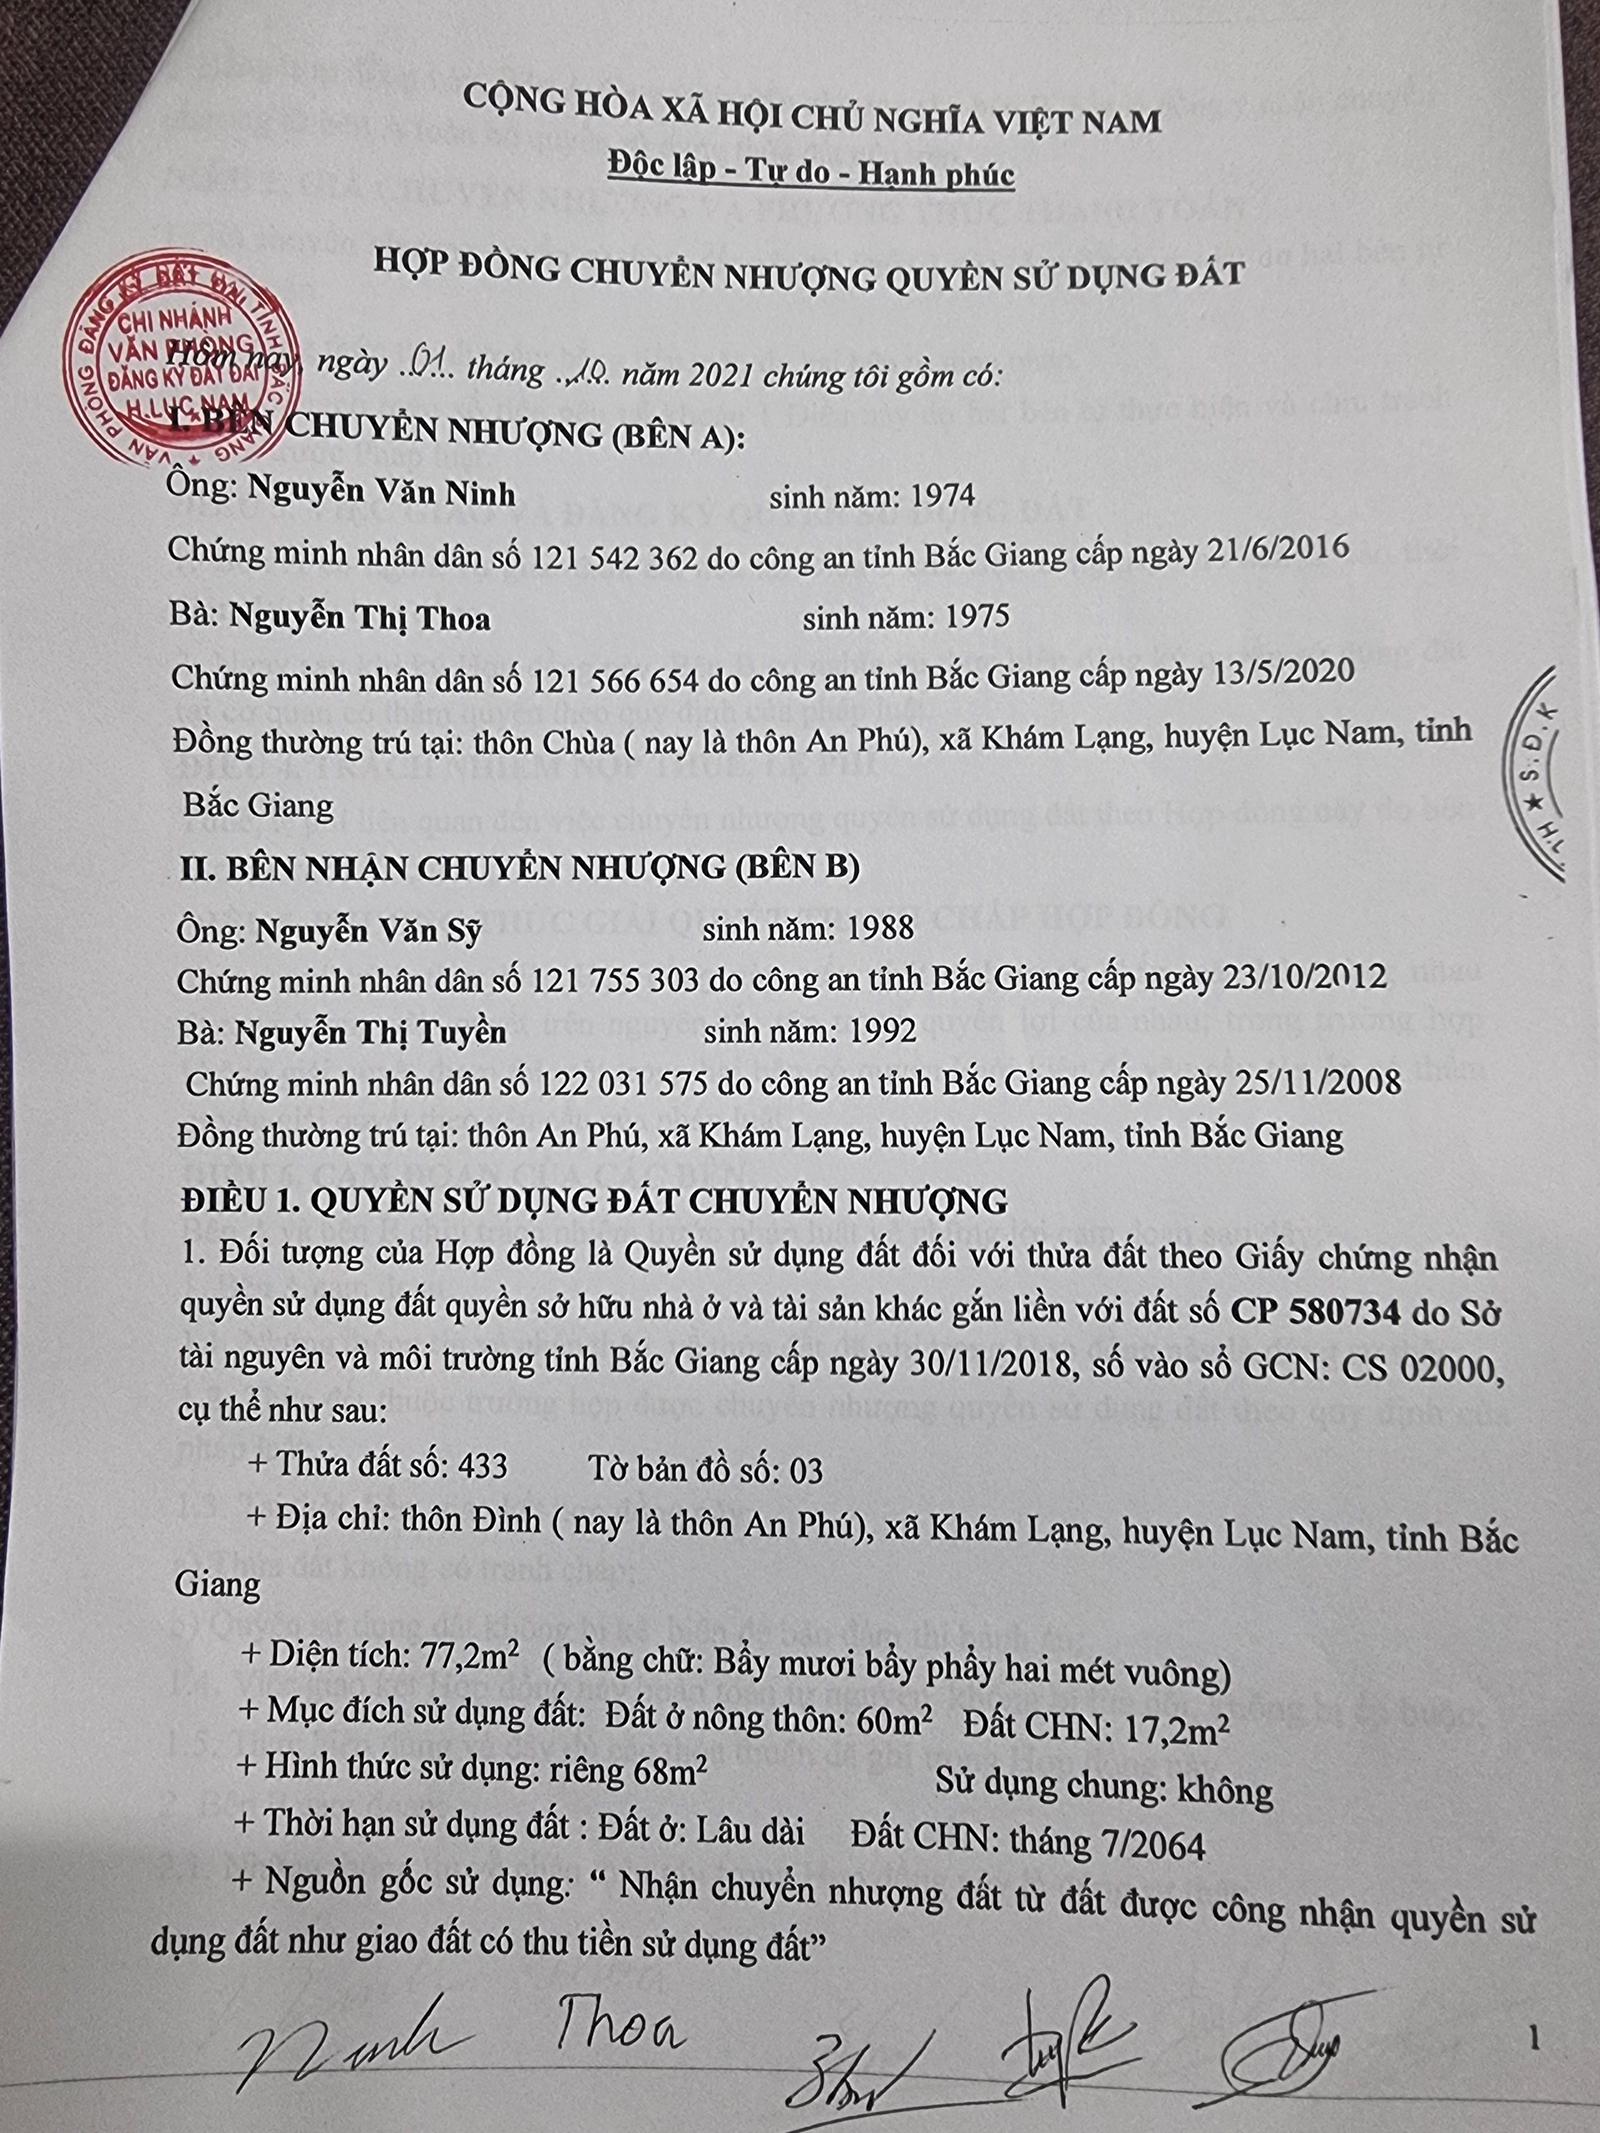 CỘNG HÒA XÃ HỘI CHỦ NGHĨA VIỆT NAM
Độc lập - Tự do - Hạnh phúc
HỢP ĐỒNG CHUYỂN NHƯỢNG QUYỀN SỬ DỤNG ĐẤT
VĂN PHÒNG ĐĂNG KÝ ĐẤT ĐAI TỈNH BẮC GIANG ★
CHI NHÁNH
VĂN PHÒNG
ĐĂNG KÝ ĐẤT ĐAI
H.LỤC NAM
Hôm nay, ngày .01.. tháng ..10. năm 2021 chúng tôi gồm có:
I. BÊN CHUYỂN NHƯỢNG (BÊN A):
Ông: Nguyễn Văn Ninh sinh năm: 1974
Chứng minh nhân dân số 121 542 362 do công an tỉnh Bắc Giang cấp ngày 21/6/2016
Bà: Nguyễn Thị Thoa sinh năm: 1975
Chứng minh nhân dân số 121 566 654 do công an tỉnh Bắc Giang cấp ngày 13/5/2020
Đồng thường trú tại: thôn Chùa ( nay là thôn An Phú), xã Khám Lạng, huyện Lục Nam, tỉnh
Bắc Giang
★ S.Đ.K
H.L.
II. BÊN NHẬN CHUYỂN NHƯỢNG (BÊN B)
Ông: Nguyễn Văn Sỹ sinh năm: 1988
Chứng minh nhân dân số 121 755 303 do công an tỉnh Bắc Giang cấp ngày 23/10/2012
Bà: Nguyễn Thị Tuyền sinh năm: 1992
Chứng minh nhân dân số 122 031 575 do công an tỉnh Bắc Giang cấp ngày 25/11/2008
Đồng thường trú tại: thôn An Phú, xã Khám Lạng, huyện Lục Nam, tỉnh Bắc Giang
ĐIỀU 1. QUYỀN SỬ DỤNG ĐẤT CHUYỂN NHƯỢNG
1. Đối tượng của Hợp đồng là Quyền sử dụng đất đối với thửa đất theo Giấy chứng nhận
quyền sử dụng đất quyền sở hữu nhà ở và tài sản khác gắn liền với đất số CP 580734 do Sở
tài nguyên và môi trường tỉnh Bắc Giang cấp ngày 30/11/2018, số vào sổ GCN: CS 02000,
cụ thể như sau:
+ Thửa đất số: 433 Tờ bản đồ số: 03
+ Địa chỉ: thôn Đình ( nay là thôn An Phú), xã Khám Lạng, huyện Lục Nam, tỉnh Bắc
Giang
+ Diện tích: 77,2m² ( bằng chữ: Bẩy mươi bẩy phẩy hai mét vuông)
+ Mục đích sử dụng đất: Đất ở nông thôn: 60m² Đất CHN: 17,2m²
+ Hình thức sử dụng: riêng 68m² Sử dụng chung: không
+ Thời hạn sử dụng đất : Đất ở: Lâu dài Đất CHN: tháng 7/2064
+ Nguồn gốc sử dụng: “ Nhận chuyển nhượng đất từ đất được công nhận quyền sử
dụng đất như giao đất có thu tiền sử dụng đất”
Ninh Thoa
1